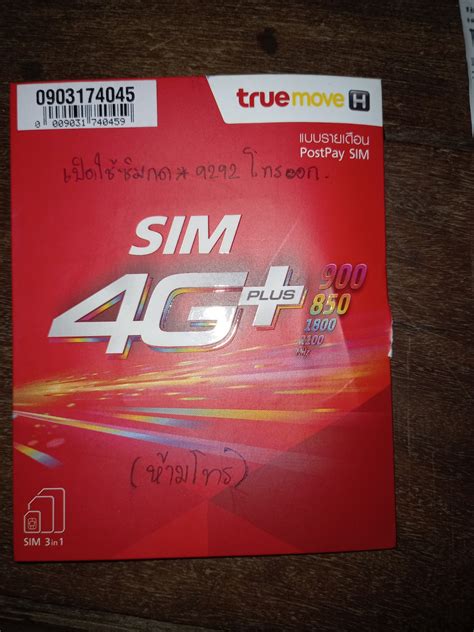 0903174045
0 009031 740459
truemove H
แบบรายเดือน
PostPay SIM
เปิดใช้ซิมกด * 9292 โทรออก.
SIM
4G+
PLUS
900
850
1800
2100
MHz
(ห้ามโทร)
SIM 3in1